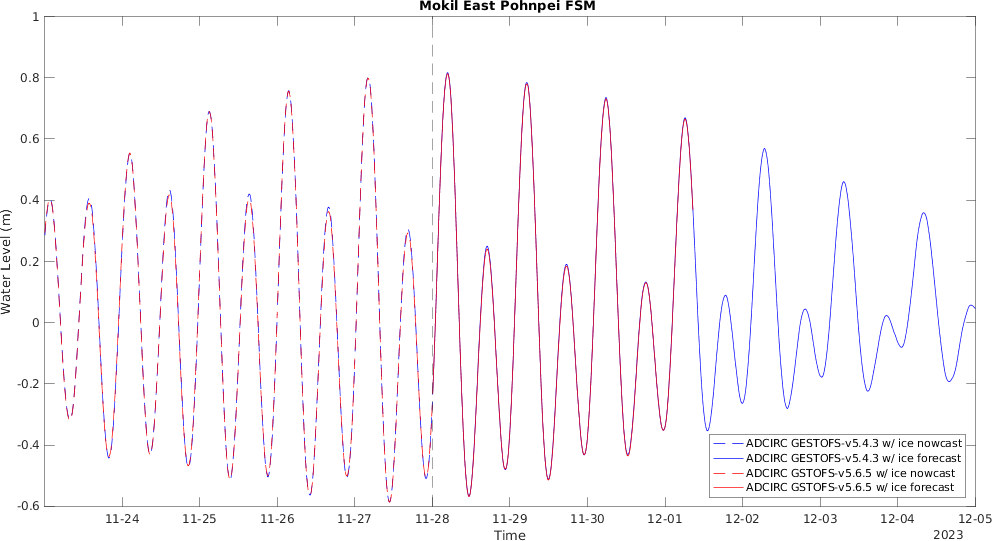 Mokil East Pohnpei FSM
1
0.8
0.6
0.4
0.2
0
-0.2
-0.4
-0.6
Water Level (m)
11-24 11-25 11-26 11-27 11-28 11-29 11-30 12-01 12-02 12-03 12-04 12-05
Time
2023
ADCIRC GESTOFS-v5.4.3 w/ ice nowcast
ADCIRC GESTOFS-v5.4.3 w/ ice forecast
ADCIRC GSTOFS-v5.6.5 w/ ice nowcast
ADCIRC GSTOFS-v5.6.5 w/ ice forecast